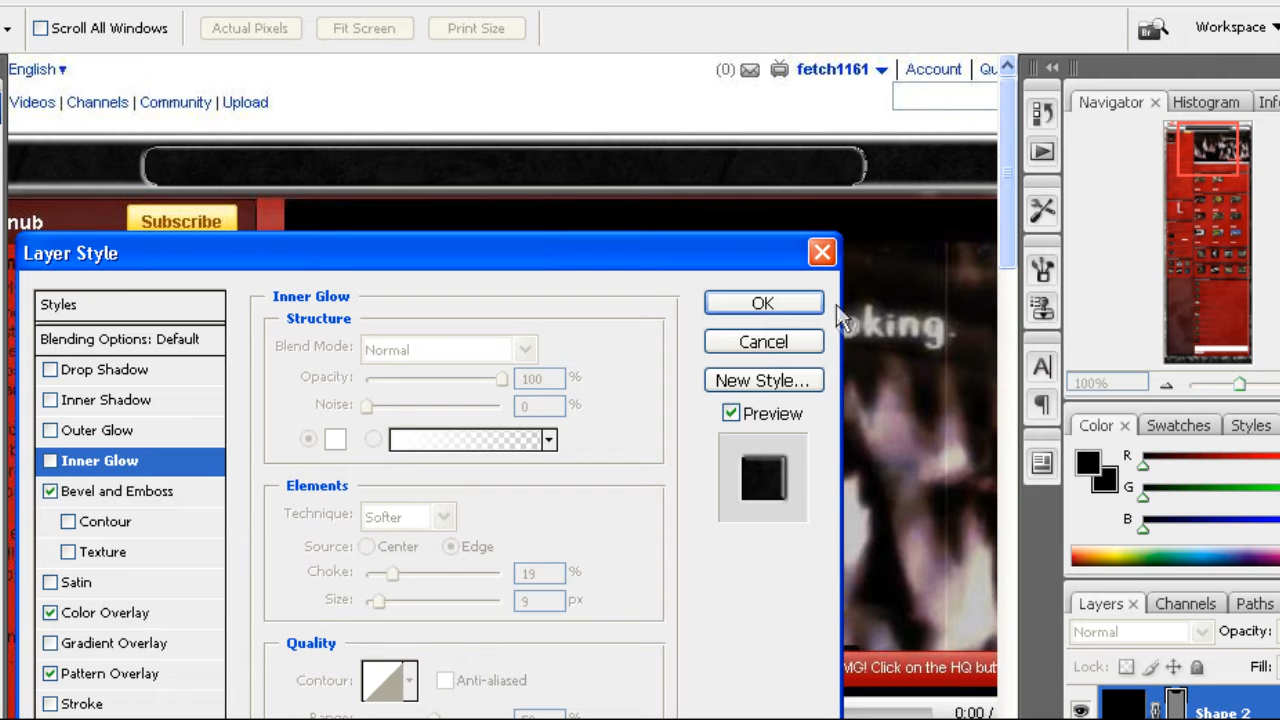 Scroll All Windows Actual Pixels Fit Screen Print Size Br Workspace
English (0) fetch1161 Account Qu
Videos | Channels | Community | Upload
Navigator Histogram Inf
nub Subscribe
Layer Style
Styles
Blending Options: Default
Drop Shadow
Inner Shadow
Outer Glow
Inner Glow
Bevel and Emboss
Contour
Texture
Satin
Color Overlay
Gradient Overlay
Pattern Overlay
Stroke
Inner Glow
Structure
Blend Mode: Normal
Opacity: 100 %
Noise: 0 %
Elements
Technique: Softer
Source: Center Edge
Choke: 19 %
Size: 9 px
Quality
Contour: Anti-aliased
OK
Cancel
New Style...
Preview
oking.
MG! Click on the HQ but
0:00 /
100%
Color Swatches Styles
R
G
B
Layers Channels Paths
Normal Opacity:
Lock: Fill:
Shape 2